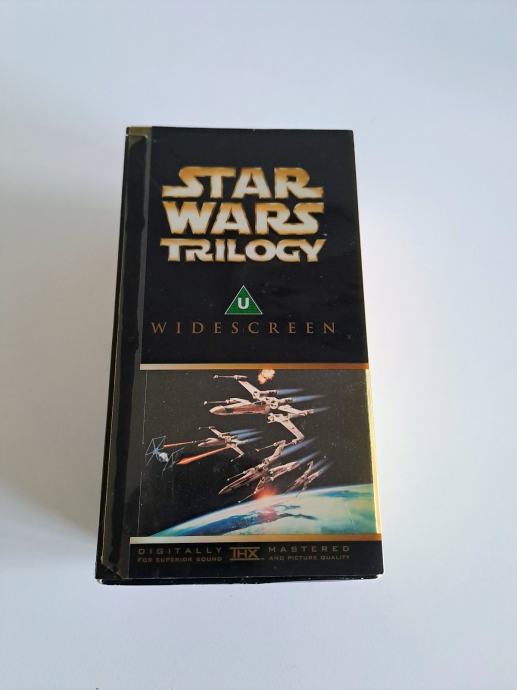 STAR
WARS
TRILOGY
U
WIDESCREEN
DIGITALLY THX MASTERED
FOR SUPERIOR SOUND AND PICTURE QUALITY